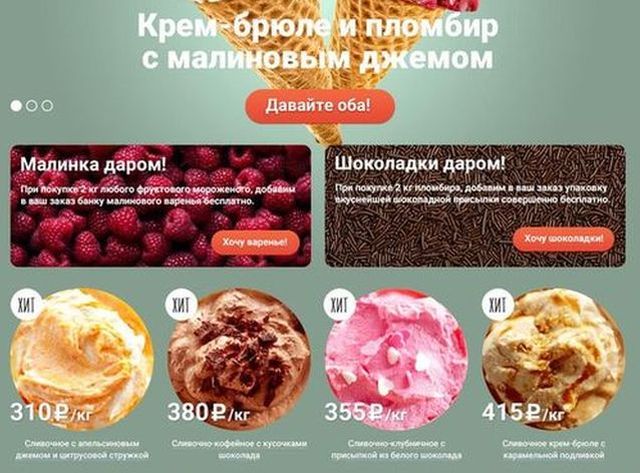 Крем-брюле и пломбир
с малиновым джемом
Давайте оба!
Малинка даром!
При покупке 2 кг любого фруктового мороженого, добавим
в ваш заказ банку малинового варенья бесплатно.
Хочу варенье!
Шоколадки даром!
При покупке 2 кг пломбира, добавим в ваш заказ упаковку
вкуснейшей шоколадной присыпки совершенно бесплатно.
Хочу шоколадки!
ХИТ
310₽/кг
Сливочное с апельсиновым
джемом и цитрусовой стружкой
ХИТ
380₽/кг
Сливочно-кофейное с кусочками
шоколада
ХИТ
355₽/кг
Сливочно-клубничное с
присыпкой из белого шоколада
ХИТ
415₽/кг
Сливочное крем-брюле с
карамельной подливкой